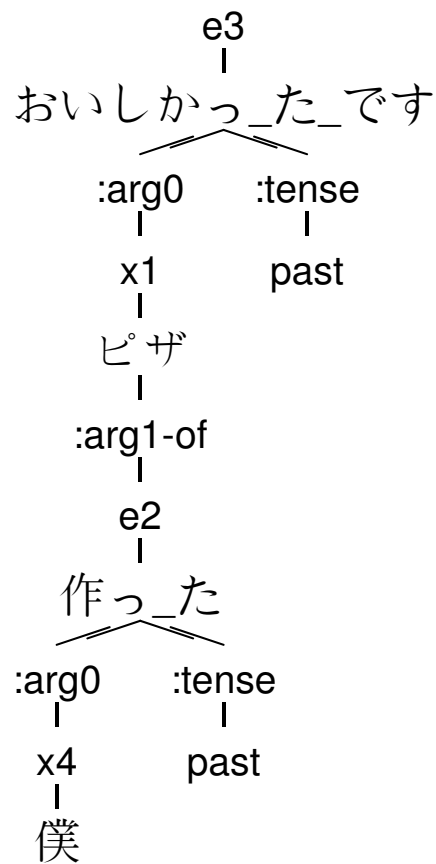 e3
おいしかっ_た_です
:arg0 :tense
x1 past
ピザ
:arg1-of
e2
作っ_た
:arg0 :tense
x4 past
僕